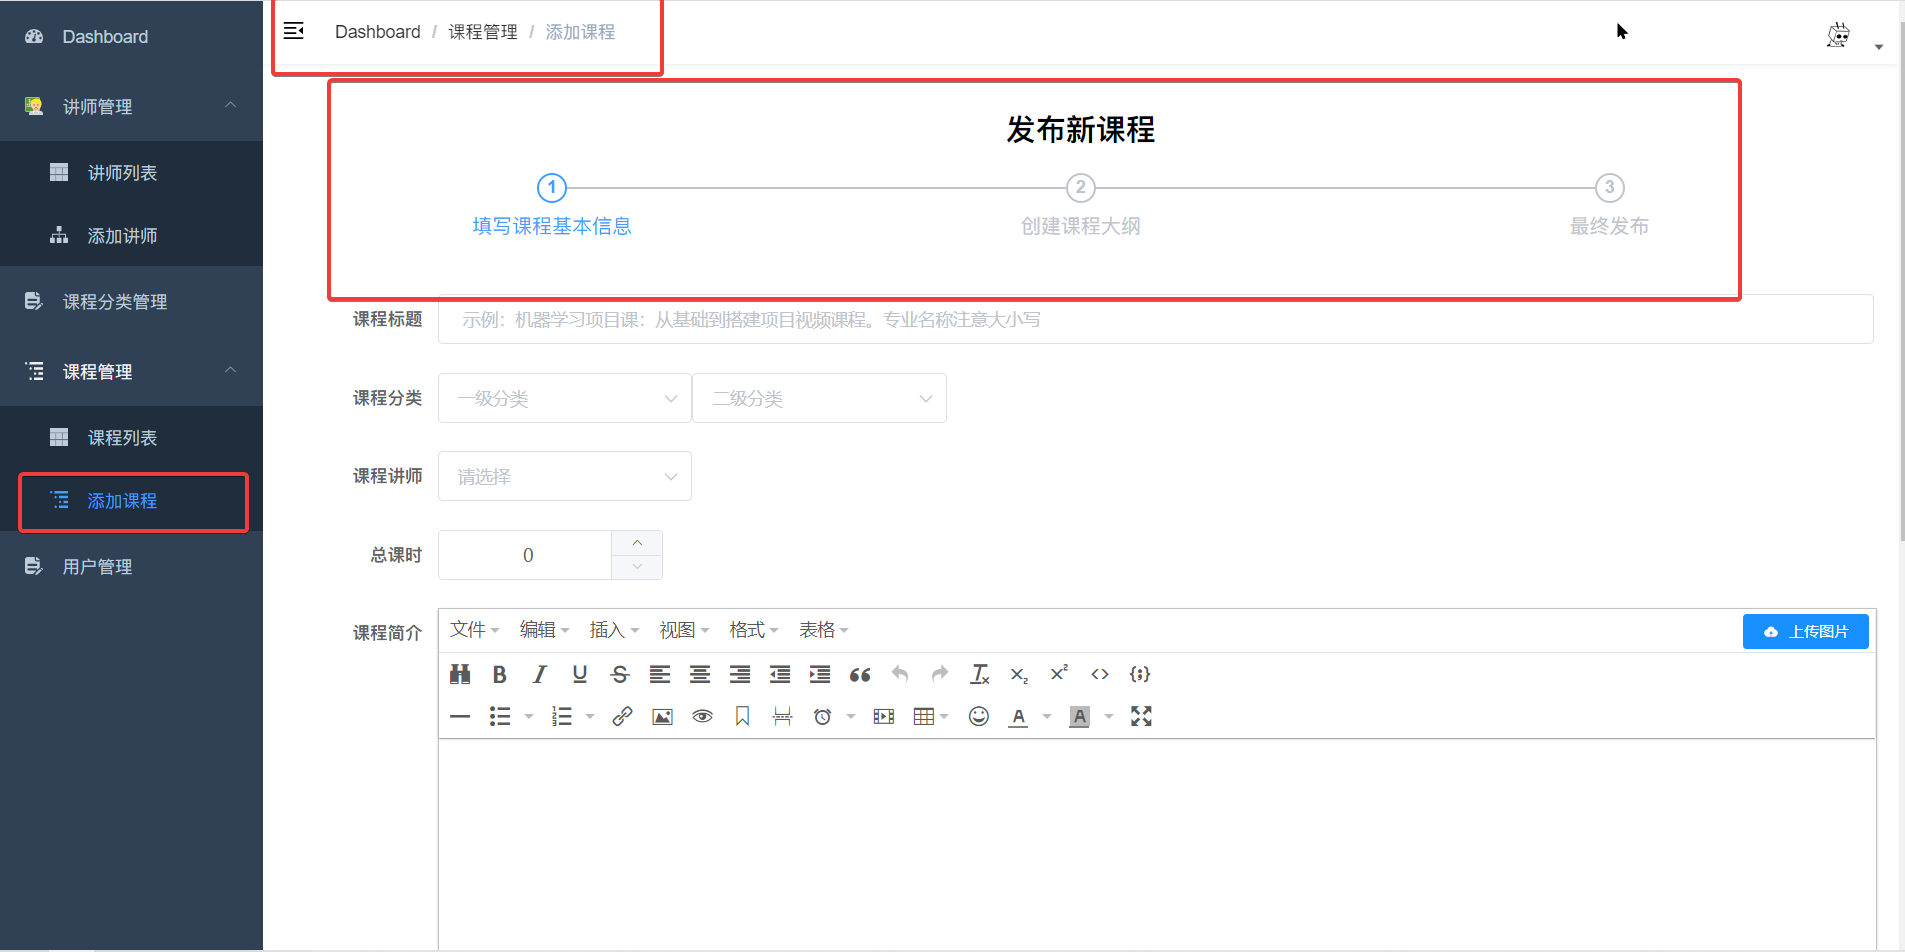 Dashboard
讲师管理
讲师列表
添加讲师
课程分类管理
课程管理
课程列表
添加课程
用户管理
Dashboard / 课程管理 / 添加课程
发布新课程
1 2 3
填写课程基本信息 创建课程大纲 最终发布
课程标题 示例：机器学习项目课：从基础到搭建项目视频课程。专业名称注意大小写
课程分类 一级分类 二级分类
课程讲师 请选择
总课时 0
课程简介 文件 编辑 插入 视图 格式 表格 上传图片